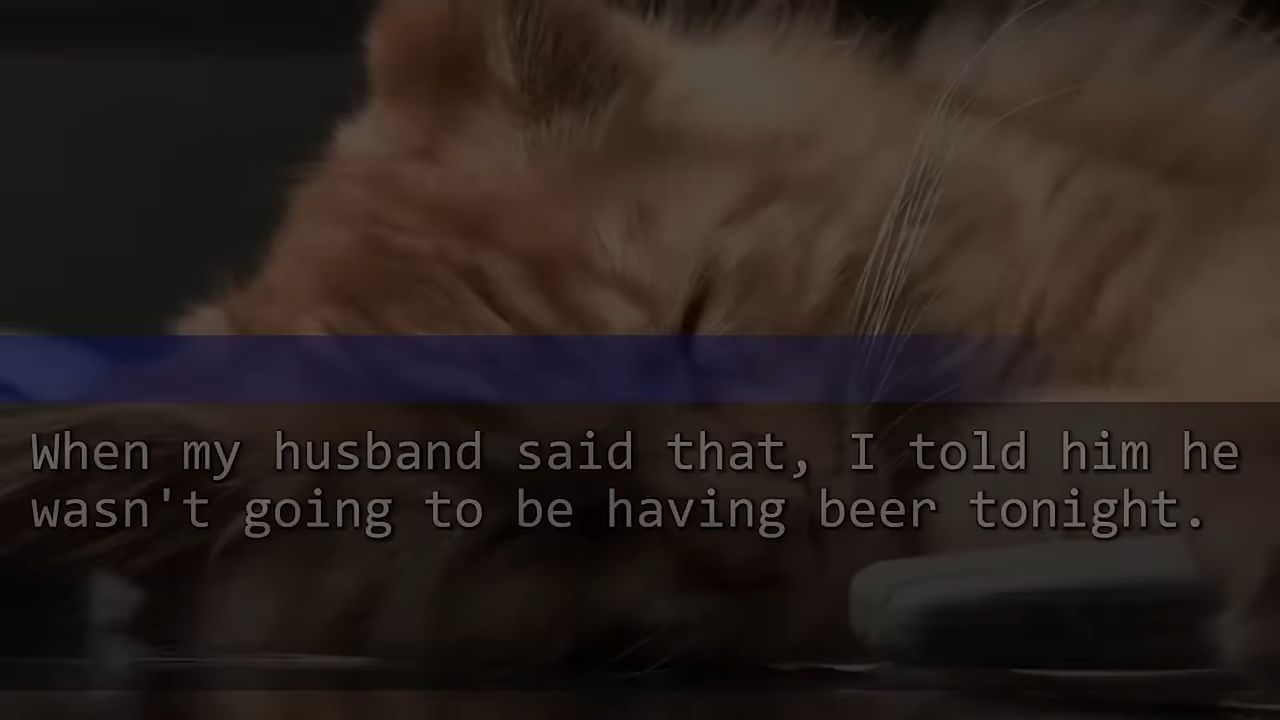 When my husband said that, I told him he
wasn't going to be having beer tonight.